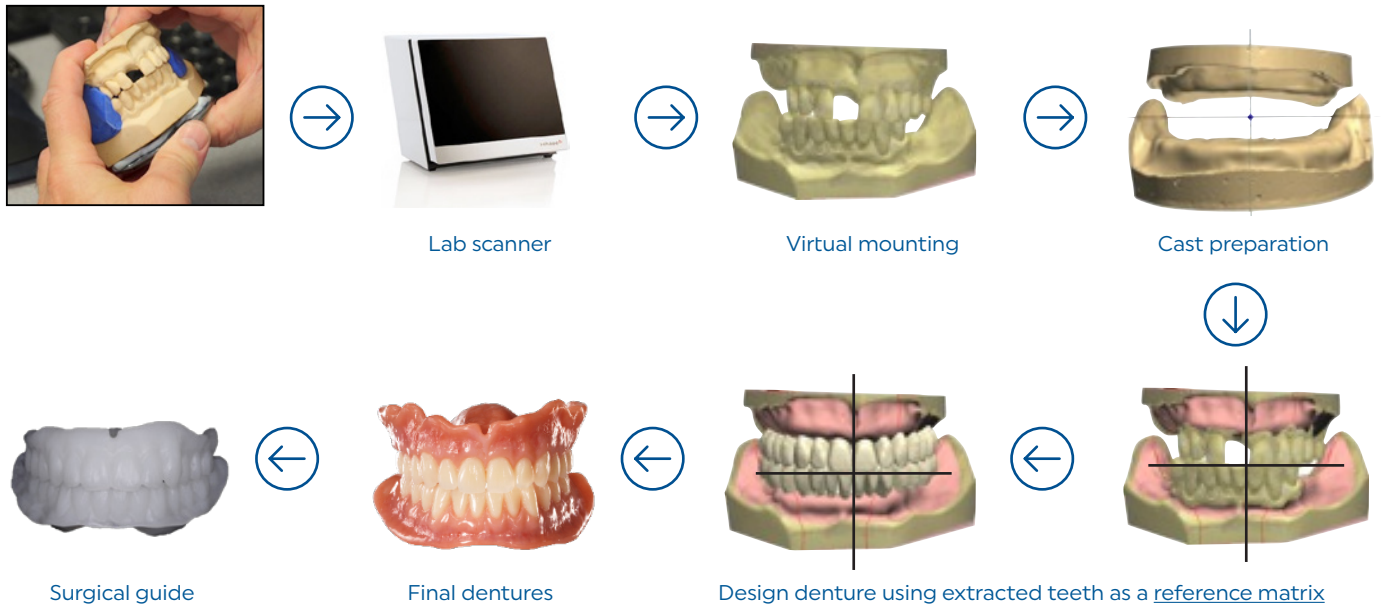 Lab scanner
Virtual mounting
Cast preparation
Surgical guide
Final dentures
Design denture using extracted teeth as a reference matrix